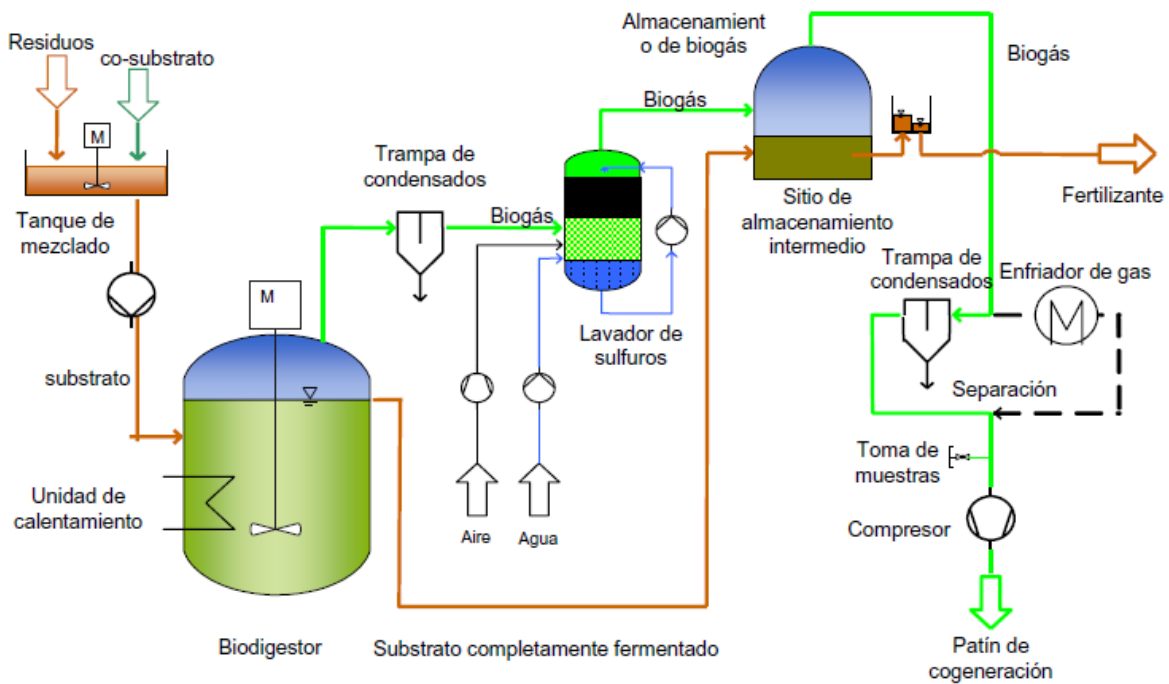 Residuos
co-substrato
M
Tanque de
mezclado
substrato
M
Unidad de
calentamiento
Biodigestor
Trampa de
condensados
Biogás
Aire
Agua
Lavador de
sulfuros
Substrato completamente fermentado
Biogás
Almacenamient
o de biogás
Sitio de
almacenamiento
intermedio
Biogás
Fertilizante
Trampa de
condensados
Enfriador de gas
Separación
Toma de
muestras
Compresor
Patín de
cogeneración